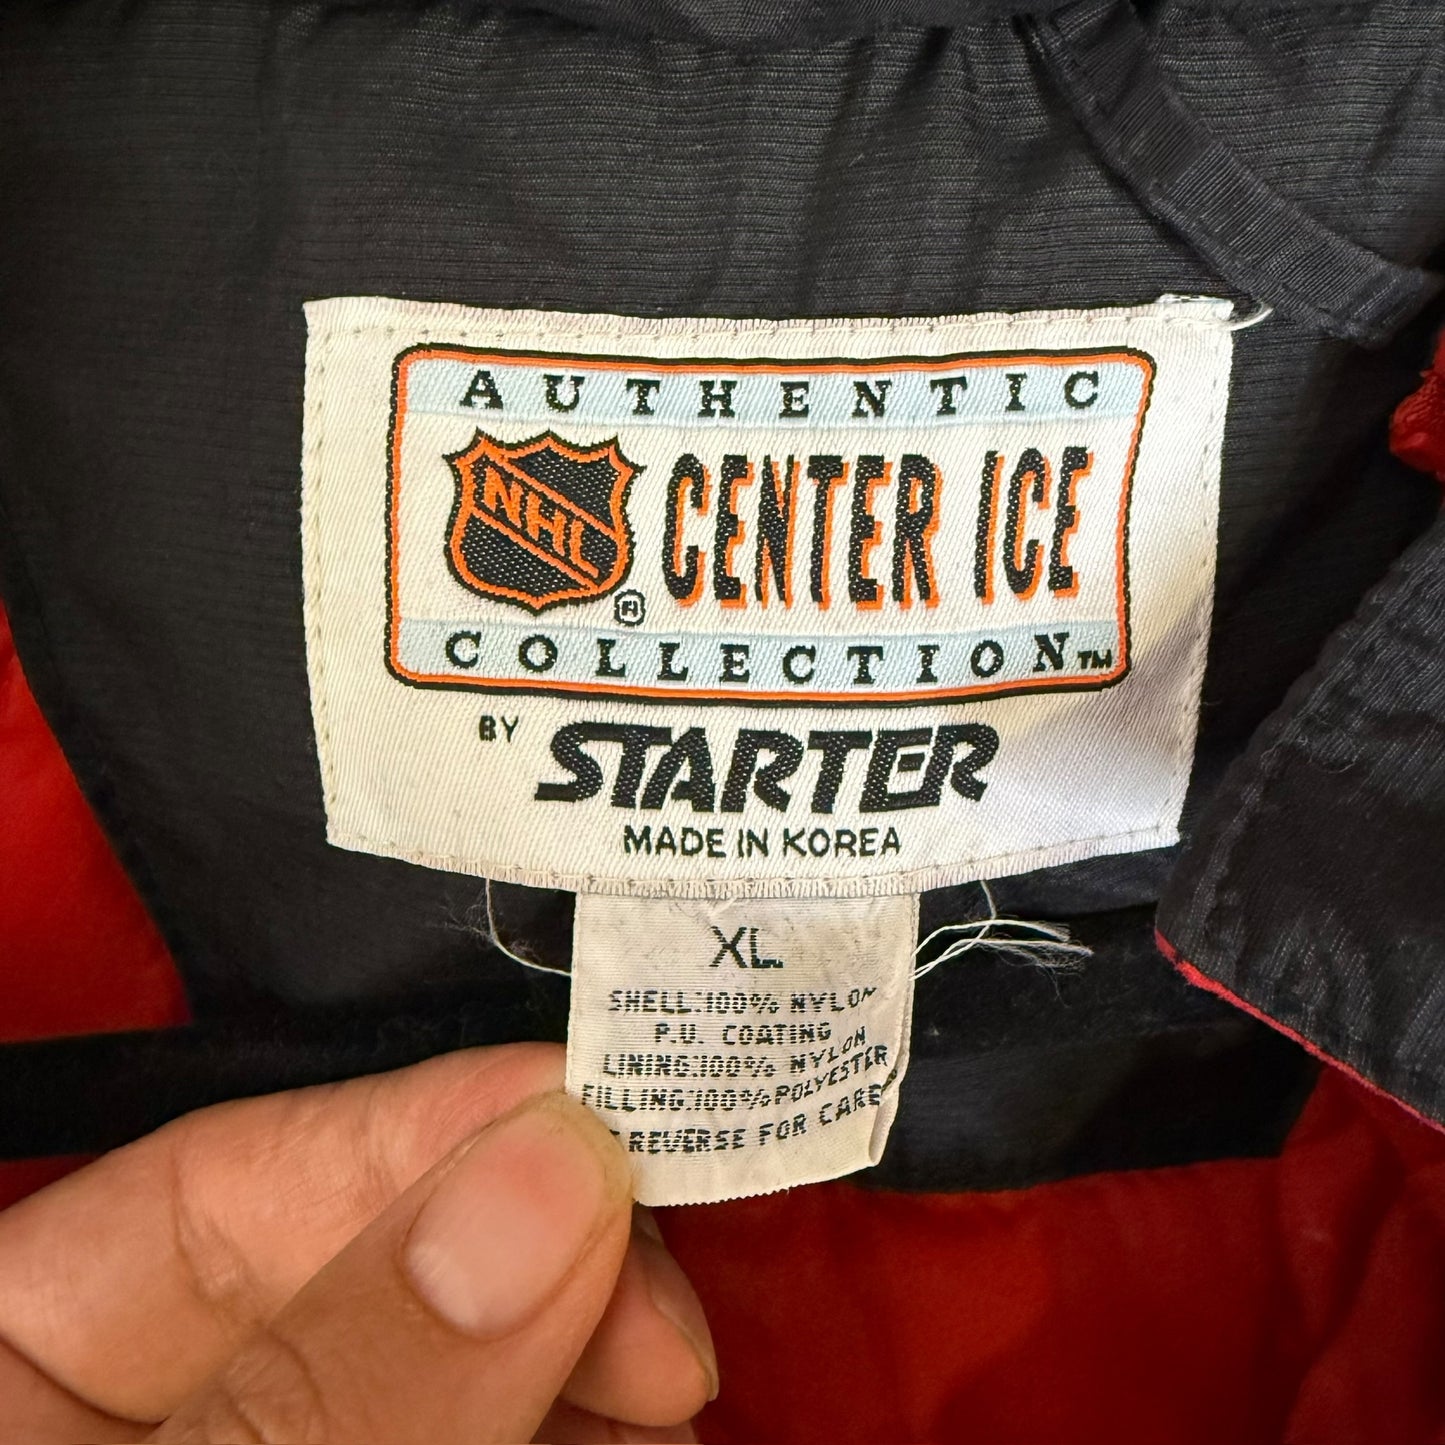 AUTHENTIC
NHL ® CENTER ICE
COLLECTION™
BY STARTER
MADE IN KOREA
XL
SHELL:100% NYLON
P.U. COATING
LINING:100% NYLON
FILLING:100% POLYESTER
REVERSE FOR CARE